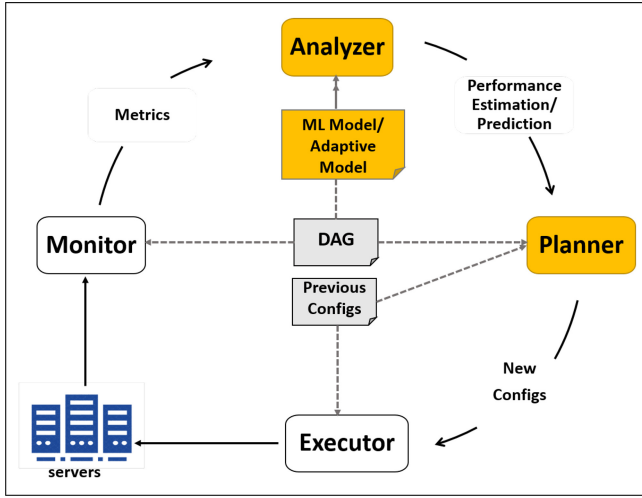 Analyzer
Metrics
Performance
Estimation/
Prediction
ML Model/
Adaptive
Model
Monitor
DAG
Planner
Previous
Configs
New
Configs
Executor
servers